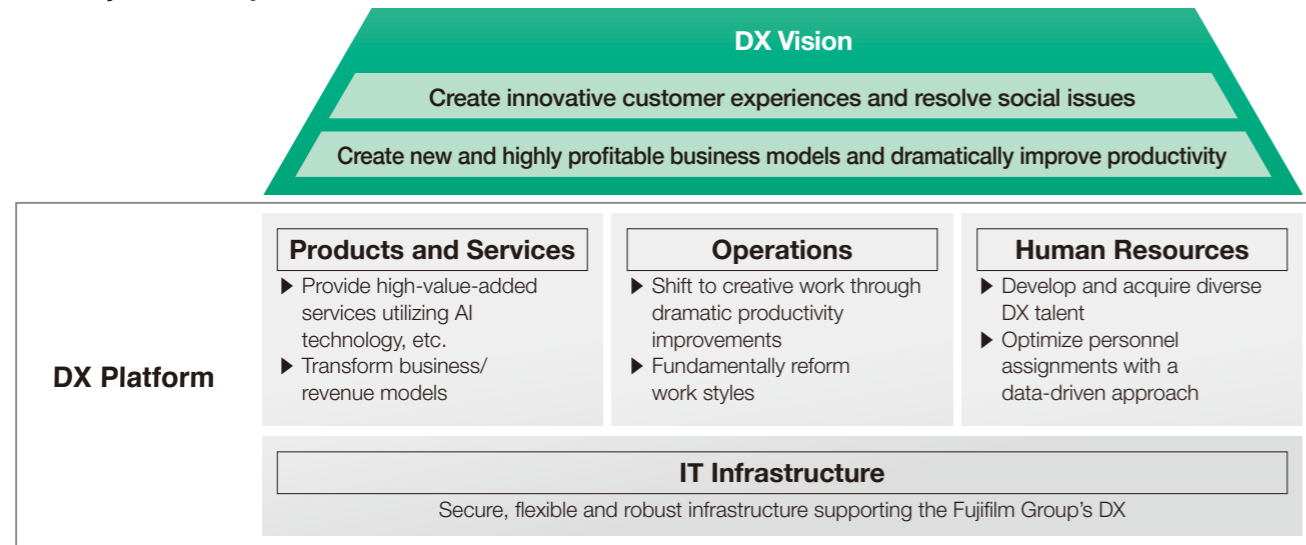 DX Vision
Create innovative customer experiences and resolve social issues
Create new and highly profitable business models and dramatically improve productivity
DX Platform
Products and Services
▶ Provide high-value-added
services utilizing AI
technology, etc.
▶ Transform business/
revenue models
Operations
▶ Shift to creative work through
dramatic productivity
improvements
▶ Fundamentally reform
work styles
Human Resources
▶ Develop and acquire diverse
DX talent
▶ Optimize personnel
assignments with a
data-driven approach
IT Infrastructure
Secure, flexible and robust infrastructure supporting the Fujifilm Group's DX